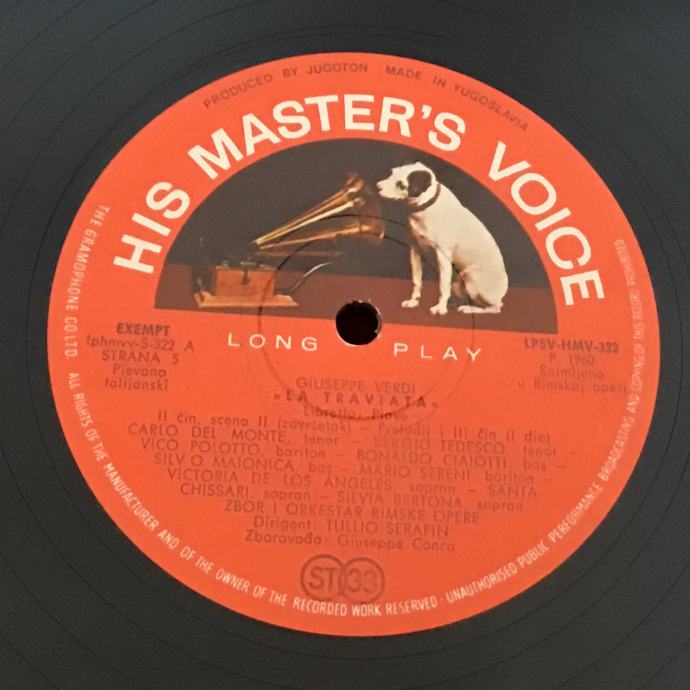 PRODUCED BY JUGOTON MADE IN YUGOSLAVIA
HIS MASTER'S VOICE
LONG PLAY
EXEMPT
lphmvv-S-322 A
STRANA 5
Pjevano
talijanski
LPSV-HMV-322
P 1960
Snimljeno
u Rimskoj operi
GIUSEPPE VERDI
»LA TRAVIATA«
Libretto: Piave
II čin, scena II (završetak) - Preludij i III čin (I dio)
CARLO DEL MONTE, tenor - SERGIO TEDESCO, tenor -
VICO POLOTTO, bariton - BONALDO CIAIOTTI, bas -
SILVIO MAIONICA, bas - MARIO SERENI, bariton -
VICTORIA DE LOS ANGELES, sopran - SANTA
CHISSARI, sopran - SILVIA BERTONA, sopran
ZBOR I ORKESTAR RIMSKE OPERE
Dirigent: TULLIO SERAFIN
Zborovođa: Giuseppe Conca
ST 33
THE GRAMOPHONE CO LTD. ALL RIGHTS OF THE MANUFACTURER AND OF THE OWNER OF THE RECORDED WORK RESERVED · UNAUTHORISED PUBLIC PERFORMANCE BROADCASTING AND COPYING OF THIS RECORD PROHIBITED